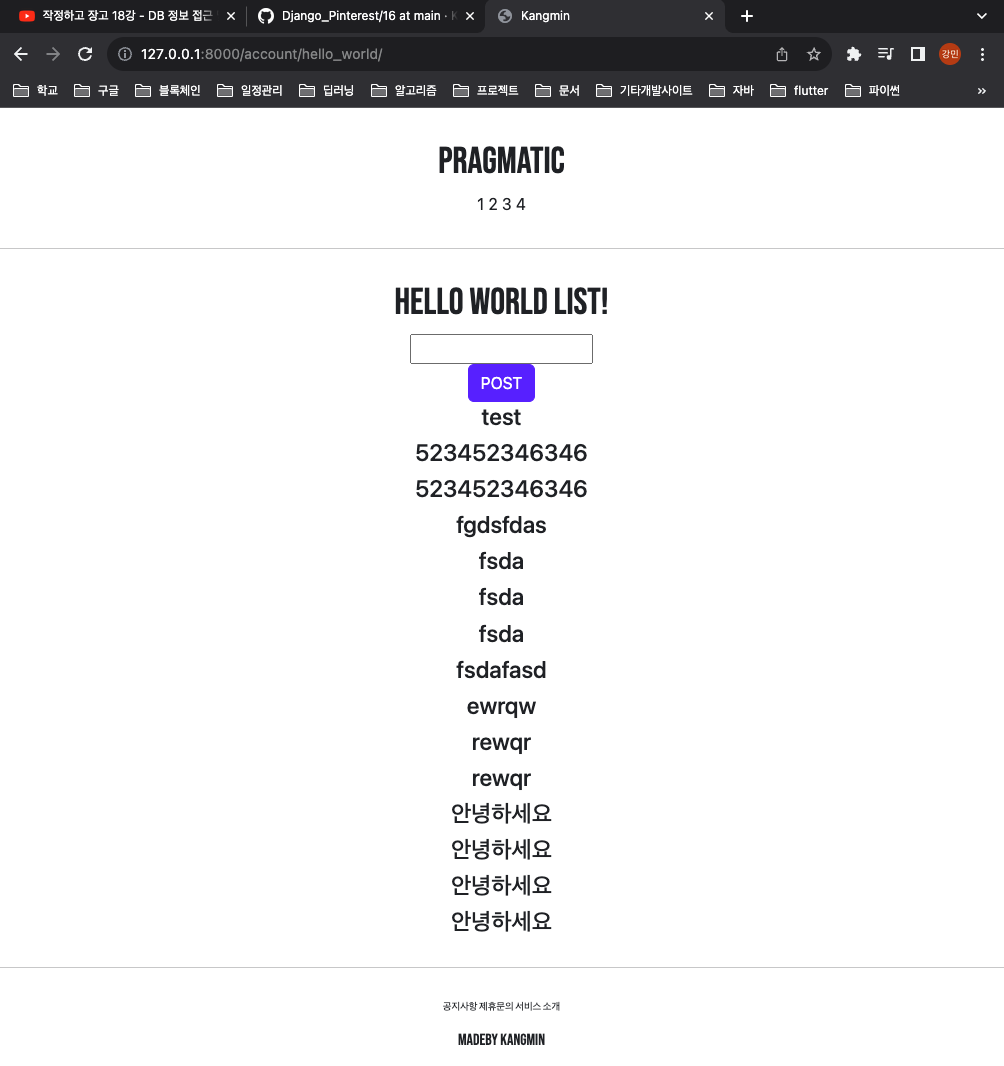 작정하고 장고 18강 - DB 정보 접근
Django_Pinterest/16 at main · K
Kangmin
127.0.0.1:8000/account/hello_world/
강민
학교 구글 블록체인 일정관리 딥러닝 알고리즘 프로젝트 문서 기타개발사이트 자바 flutter 파이썬 »
PRAGMATIC
1 2 3 4
HELLO WORLD LIST!
POST
test
523452346346
523452346346
fgdsfdas
fsda
fsda
fsda
fsdafasd
ewrqw
rewqr
rewqr
안녕하세요
안녕하세요
안녕하세요
안녕하세요
공지사항 제휴문의 서비스 소개
MADEBY KANGMIN